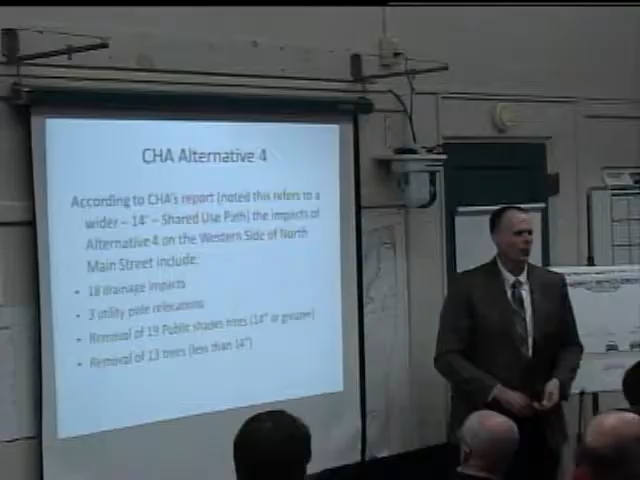 CHA Alternative 4
According to CHA's report (noted this refers to a
wider – 14' – Shared Use Path) the impacts of
Alternative 4 on the Western Side of North
Main Street include:
• 18 drainage impacts
• 3 utility pole relocations
• Removal of 19 Public shades trees (14" or greater)
• Removal of 13 trees (less than 14")